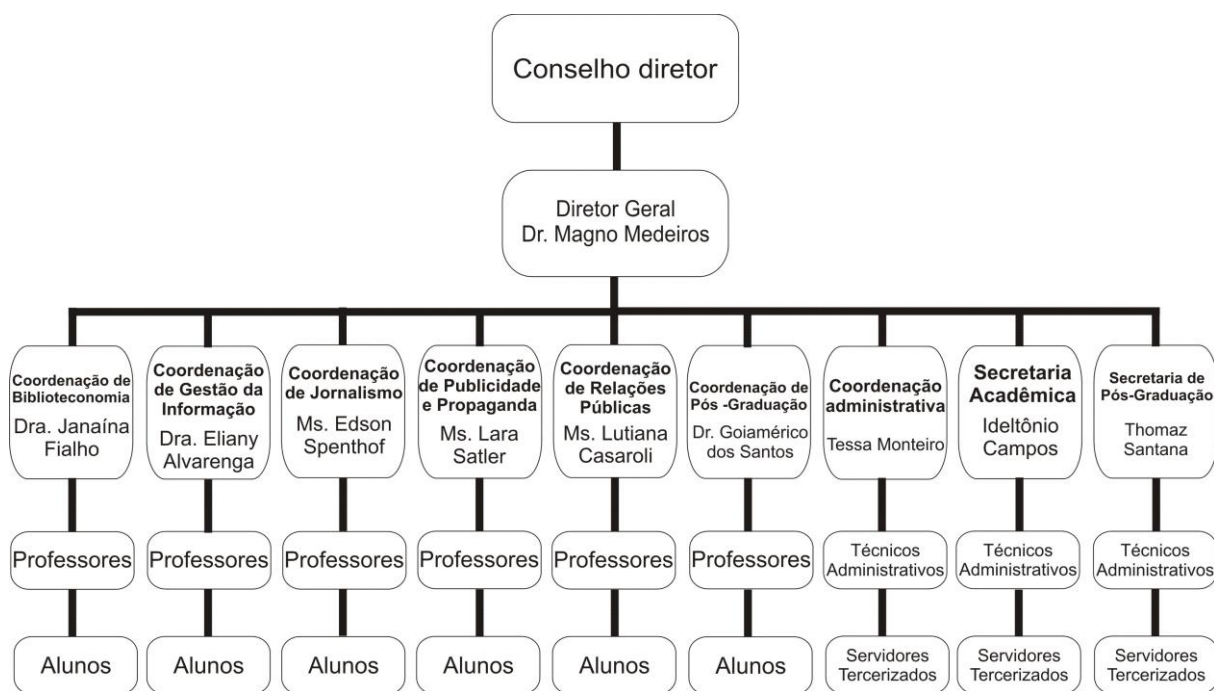 Conselho diretor
Diretor Geral
Dr. Magno Medeiros
Coordenação de
Biblioteconomia
Dra. Janaína
Fialho
Coordenação
de Gestão da
Informação
Dra. Eliany
Alvarenga
Coordenação
de Jornalismo
Ms. Edson
Spenthof
Coordenação
de Publicidade
e Propaganda
Ms. Lara
Satler
Coordenação
de Relações
Públicas
Ms. Lutiana
Casaroli
Coordenação de
Pós -Graduação
Dr. Goiamérico
dos Santos
Coordenação
administrativa
Tessa Monteiro
Secretaria
Acadêmica
Ideltônio
Campos
Secretaria de
Pós-Graduação
Thomaz
Santana
Professores
Professores
Professores
Professores
Professores
Professores
Técnicos
Administrativos
Técnicos
Administrativos
Técnicos
Administrativos
Alunos
Alunos
Alunos
Alunos
Alunos
Alunos
Servidores
Tercerizados
Servidores
Tercerizados
Servidores
Tercerizados